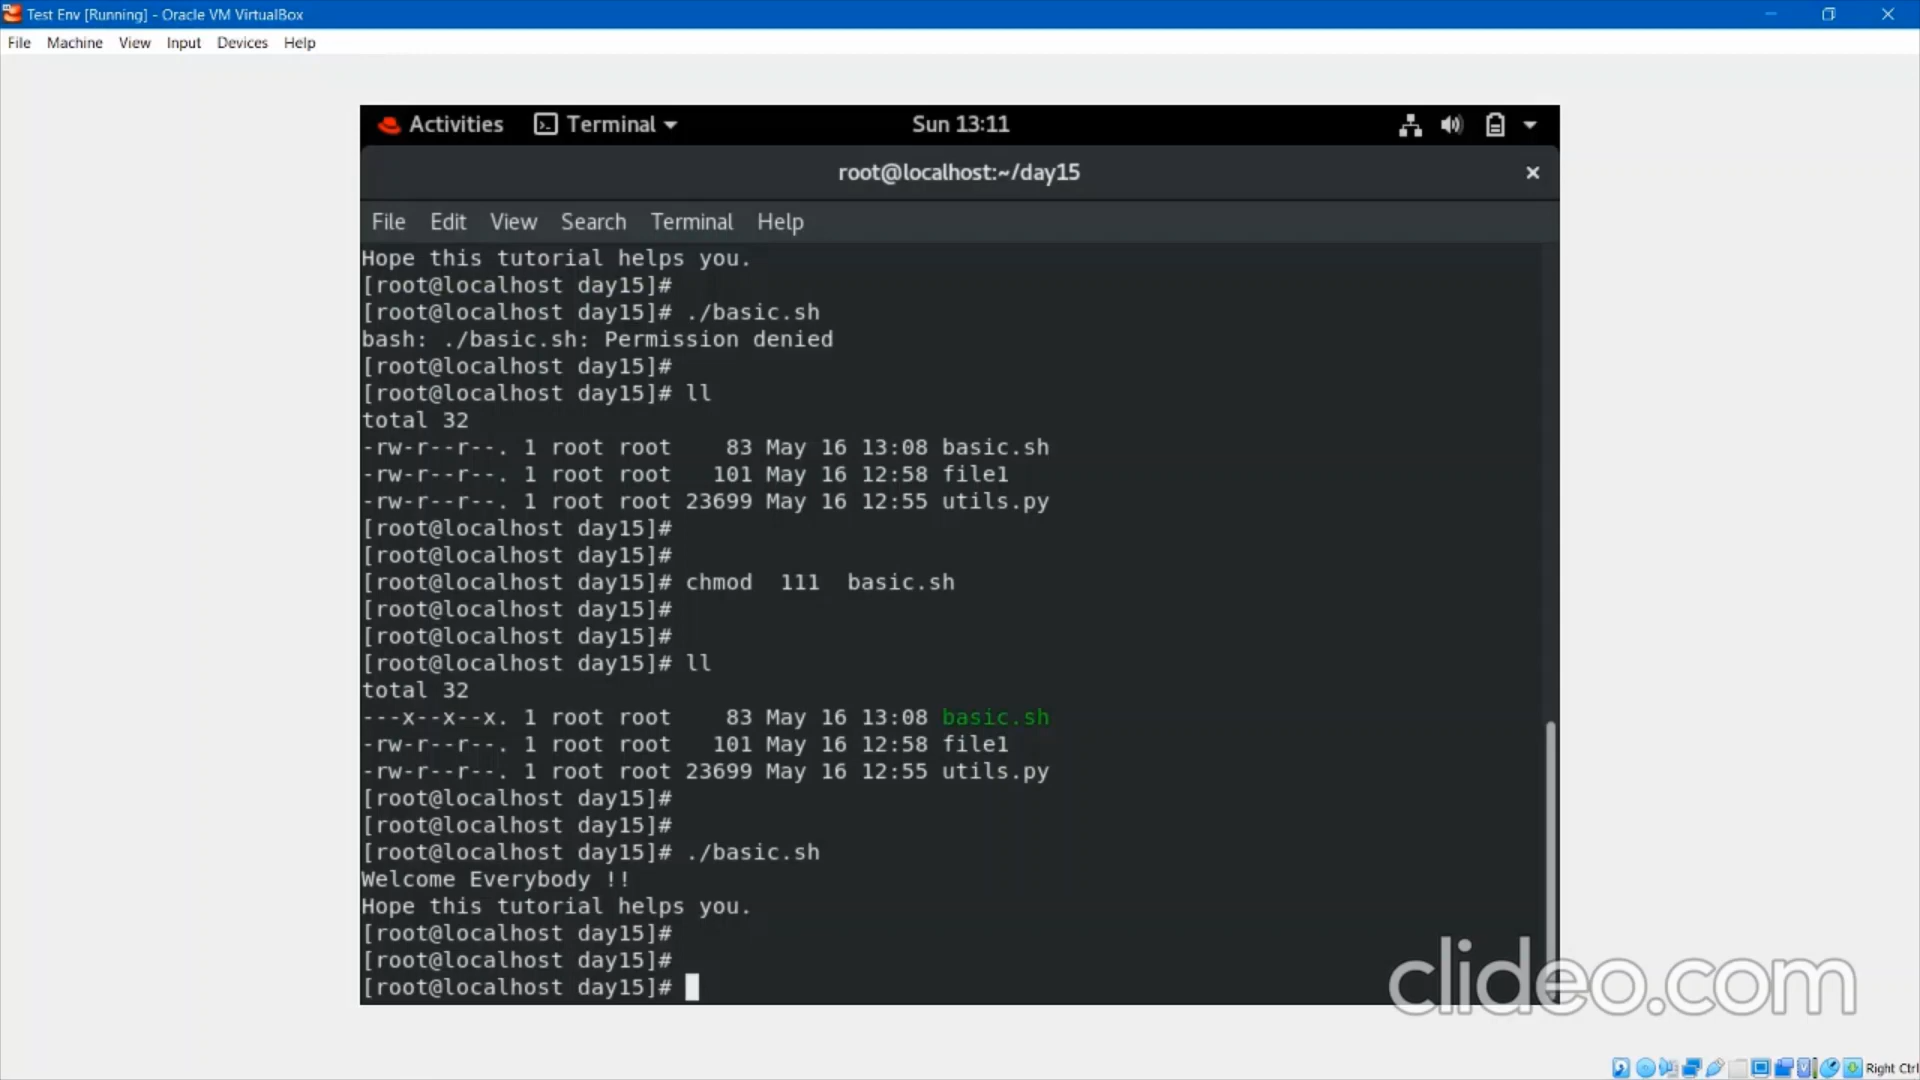 Test Env [Running] - Oracle VM VirtualBox
File Machine View Input Devices Help
Activities Terminal Sun 13:11
root@localhost:~/day15
File Edit View Search Terminal Help
Hope this tutorial helps you.
[root@localhost day15]#
[root@localhost day15]# ./basic.sh
bash: ./basic.sh: Permission denied
[root@localhost day15]#
[root@localhost day15]# ll
total 32
-rw-r--r--. 1 root root    83 May 16 13:08 basic.sh
-rw-r--r--. 1 root root   101 May 16 12:58 file1
-rw-r--r--. 1 root root 23699 May 16 12:55 utils.py
[root@localhost day15]#
[root@localhost day15]#
[root@localhost day15]# chmod  111  basic.sh
[root@localhost day15]#
[root@localhost day15]#
[root@localhost day15]# ll
total 32
---x--x--x. 1 root root    83 May 16 13:08 basic.sh
-rw-r--r--. 1 root root   101 May 16 12:58 file1
-rw-r--r--. 1 root root 23699 May 16 12:55 utils.py
[root@localhost day15]#
[root@localhost day15]#
[root@localhost day15]# ./basic.sh
Welcome Everybody !!
Hope this tutorial helps you.
[root@localhost day15]#
[root@localhost day15]#
[root@localhost day15]#
clideo.com
Right Ctrl